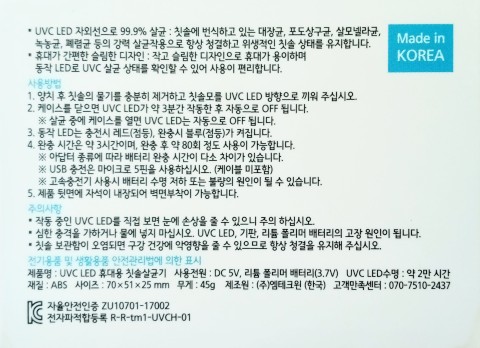 • UVC LED 자외선으로 99.9% 살균 : 칫솔에 번식하고 있는 대장균, 포도상구균, 살모넬라균,
녹농균, 폐렴균 등의 강력 살균작용으로 항상 청결하고 위생적인 칫솔 상태를 유지합니다.
• 휴대가 간편한 슬림한 디자인 : 작고 슬림한 디자인으로 휴대가 용이하며
동작 LED로 UVC 살균 상태를 확인할 수 있어 사용이 편리합니다.
Made in
KOREA
사용방법
1. 양치 후 칫솔의 물기를 충분히 제거하고 칫솔모를 UVC LED 방향으로 끼워 주십시오.
2. 케이스를 닫으면 UVC LED가 약 3분간 작동한 후 자동으로 OFF 됩니다.
※ 살균 중에 케이스를 열면 UVC LED는 자동으로 OFF 됩니다.
3. 동작 LED는 충전시 레드(점등), 완충시 블루(점등)가 켜집니다.
4. 완충 시간은 약 3시간이며, 완충 후 약 80회 정도 사용이 가능합니다.
※ 아답터 종류에 따라 배터리 완충 시간이 다소 차이가 있습니다.
※ USB 충전은 마이크로 5핀을 사용하십시오. (케이블 미포함)
※ 고속충전기 사용시 배터리 수명 저하 또는 불량의 원인이 될 수 있습니다.
5. 제품 뒷면에 자석이 내장되어 벽면부착이 가능합니다.
주의사항
• 작동 중인 UVC LED를 직접 보면 눈에 손상을 줄 수 있으니 주의 하십시오.
• 심한 충격을 가하거나 물에 넣지 마십시오. UVC LED, 기판, 리튬 폴리머 배터리의 고장 원인이 됩니다.
• 칫솔 보관함이 오염되면 구강 건강에 악영향을 줄 수 있으므로 항상 청결을 유지해 주십시오.
전기용품 및 생활용품 안전관리법에 의한 표시
제품명 : UVC LED 휴대용 칫솔살균기 사용전원 : DC 5V, 리튬 폴리머 배터리(3.7V) UVC LED수명 : 약 2만 시간
재질 : ABS 사이즈 : 70×51×25 mm 무게 : 45g 제조원 : (주)엠테크윈 (한국) 고객만족센터 : 070-7510-2437
자율안전인증 ZU10701-17002
전자파적합등록 R-R-tm1-UVCH-01